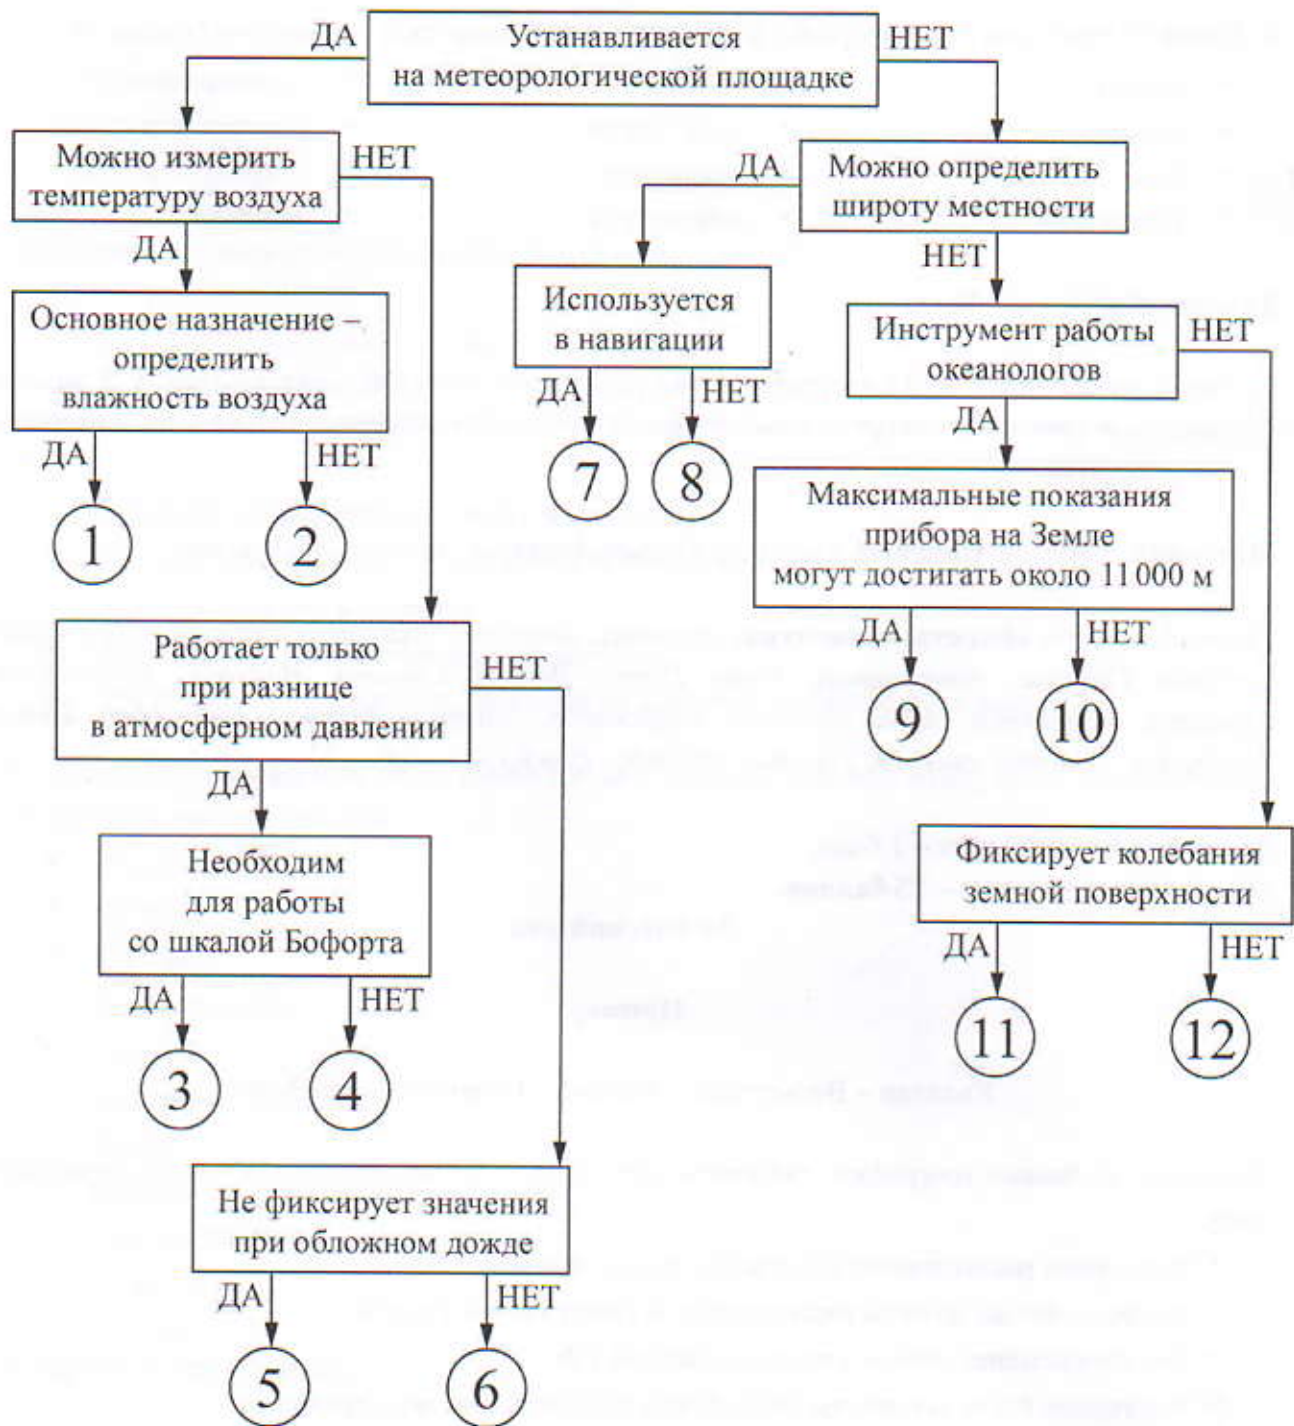 Устанавливается
на метеорологической площадке
ДА
НЕТ
Можно измерить
температуру воздуха
НЕТ
ДА
Можно определить
широту местности
ДА
НЕТ
Основное назначение –
определить
влажность воздуха
ДА
НЕТ
1
2
Используется
в навигации
ДА
НЕТ
7
8
Инструмент работы
океанологов
НЕТ
ДА
Максимальные показания
прибора на Земле
могут достигать около 11000 м
ДА
НЕТ
9
10
Работает только
при разнице
в атмосферном давлении
НЕТ
ДА
Необходим
для работы
со шкалой Бофорта
ДА
НЕТ
3
4
Фиксирует колебания
земной поверхности
ДА
НЕТ
11
12
Не фиксирует значения
при обложном дожде
ДА
НЕТ
5
6